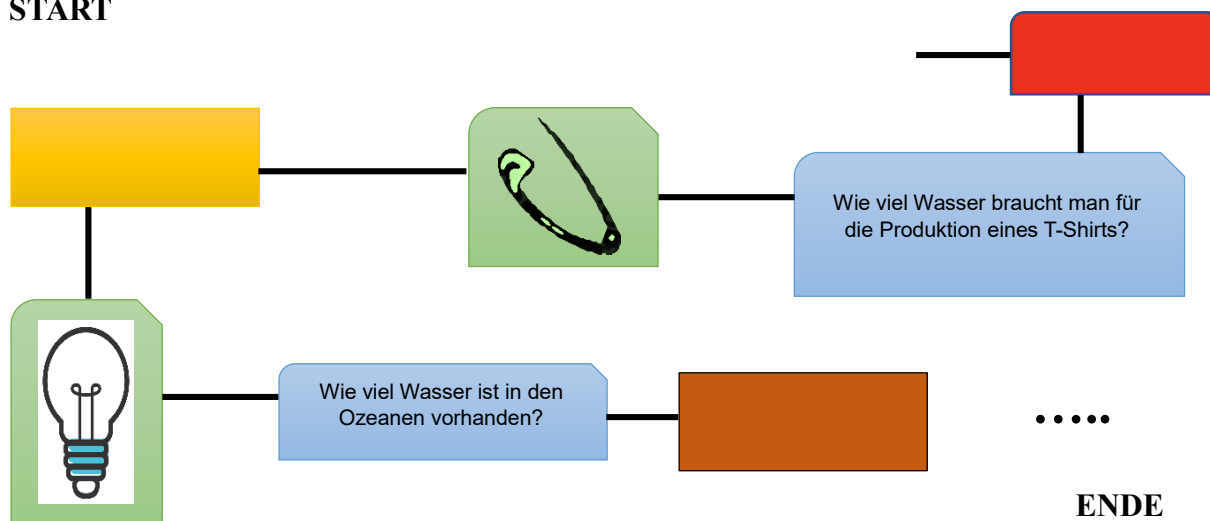 START
Wie viel Wasser braucht man für
die Produktion eines T-Shirts?
Wie viel Wasser ist in den
Ozeanen vorhanden?
.....
ENDE